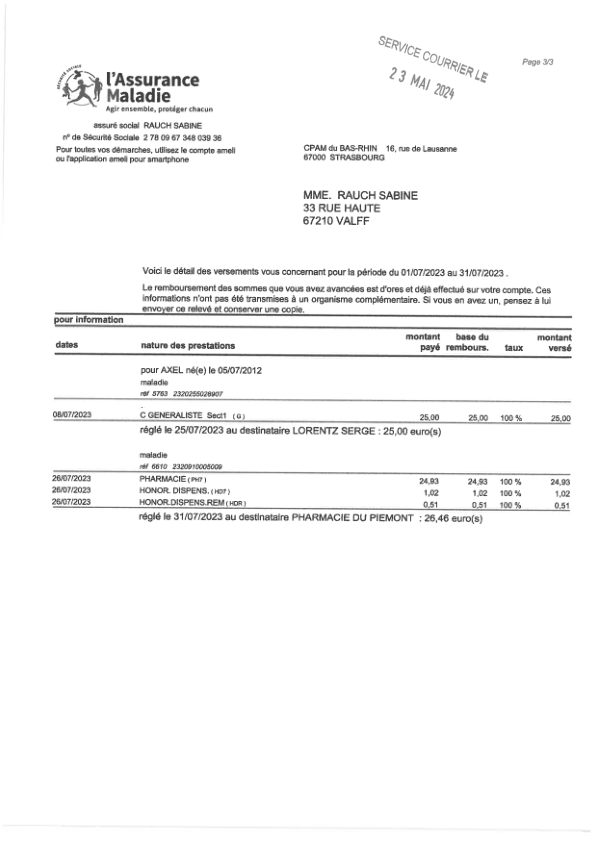 SERVICE COURRIER LE
23 MAI 2024
Page 3/3
SÉCURITÉ SOCIALE
l'Assurance
Maladie
Agir ensemble, protéger chacun
assuré social RAUCH SABINE
n° de Sécurité Sociale 2 78 09 67 348 039 36
Pour toutes vos démarches, utilisez le compte ameli
ou l'application ameli pour smartphone
CPAM du BAS-RHIN 16, rue de Lausanne
67000 STRASBOURG
MME. RAUCH SABINE
33 RUE HAUTE
67210 VALFF
Voici le détail des versements vous concernant pour la période du 01/07/2023 au 31/07/2023 .
Le remboursement des sommes que vous avez avancées est d'ores et déjà effectué sur votre compte. Ces
informations n'ont pas été transmises à un organisme complémentaire. Si vous en avez un, pensez à lui
envoyer ce relevé et conserver une copie.
pour information
dates nature des prestations montant payé base du rembours. taux montant versé
pour AXEL né(e) le 05/07/2012
maladie
réf 5763 2320255028907
08/07/2023 C GENERALISTE Sect1 (G) 25,00 25,00 100 % 25,00
réglé le 25/07/2023 au destinataire LORENTZ SERGE : 25,00 euro(s)
maladie
réf 6610 2320910005009
26/07/2023 PHARMACIE (PH7) 24,93 24,93 100 % 24,93
26/07/2023 HONOR. DISPENS. (HD7) 1,02 1,02 100 % 1,02
26/07/2023 HONOR.DISPENS.REM (HDR) 0,51 0,51 100 % 0,51
réglé le 31/07/2023 au destinataire PHARMACIE DU PIEMONT : 26,46 euro(s)